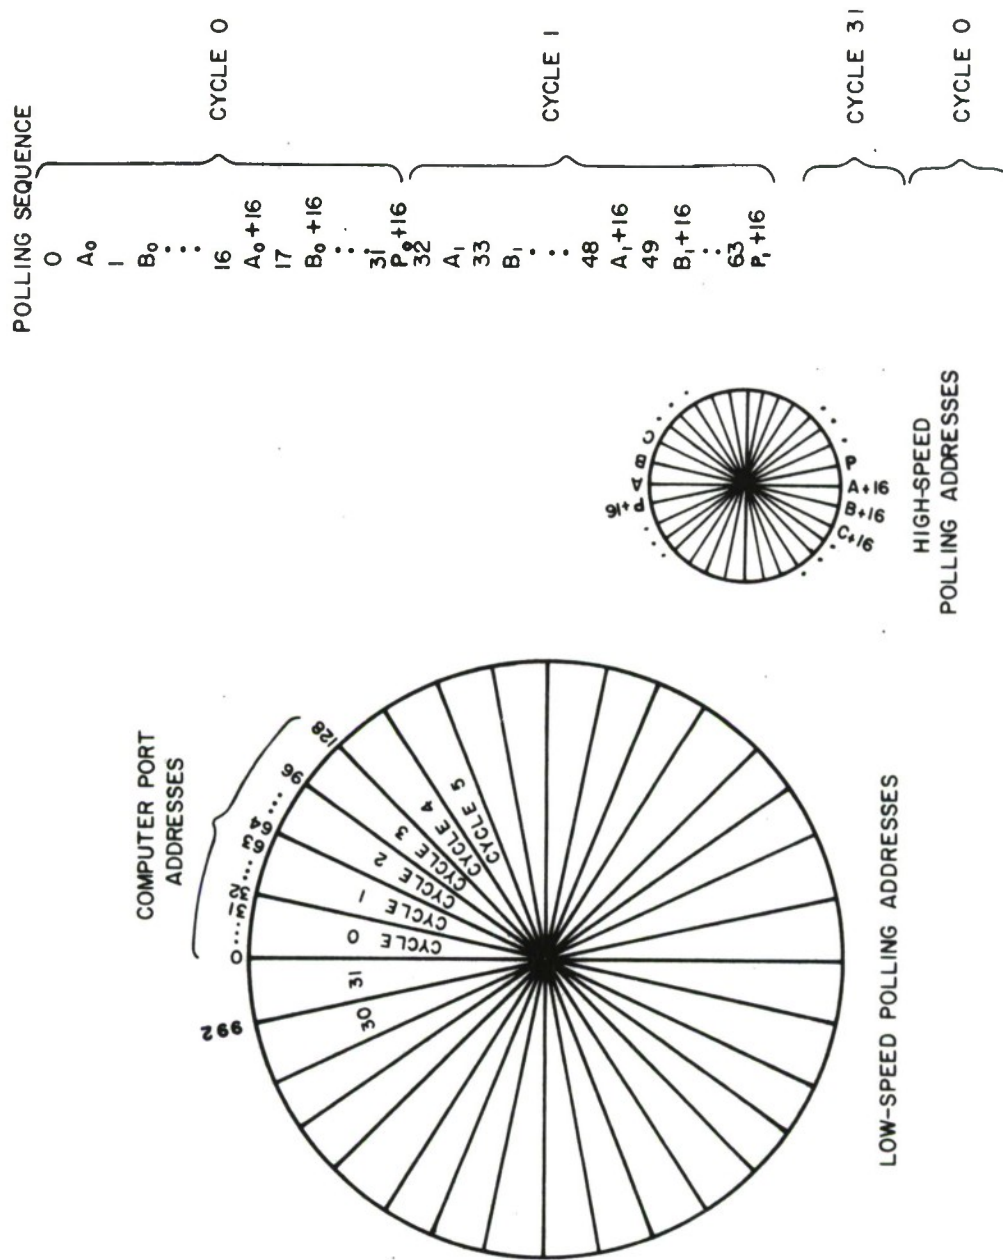 POLLING SEQUENCE
0
A₀
1
B₀
⋮
16
A₀+16
17
B₀+16
⋮
31
P₀+16
CYCLE 0
32
A₁
33
B₁
⋮
48
A₁+16
49
B₁+16
⋮
63
P₁+16
CYCLE 1
CYCLE 31
CYCLE 0
COMPUTER PORT
ADDRESSES
992
0 ... 31
32 ... 63
64 ... 96
128
30
31
CYCLE 0
CYCLE 1
CYCLE 2
CYCLE 3
CYCLE 4
CYCLE 5
LOW-SPEED POLLING ADDRESSES
P+16
A
B
C
...
P
A+16
B+16
C+16
...
HIGH-SPEED
POLLING ADDRESSES